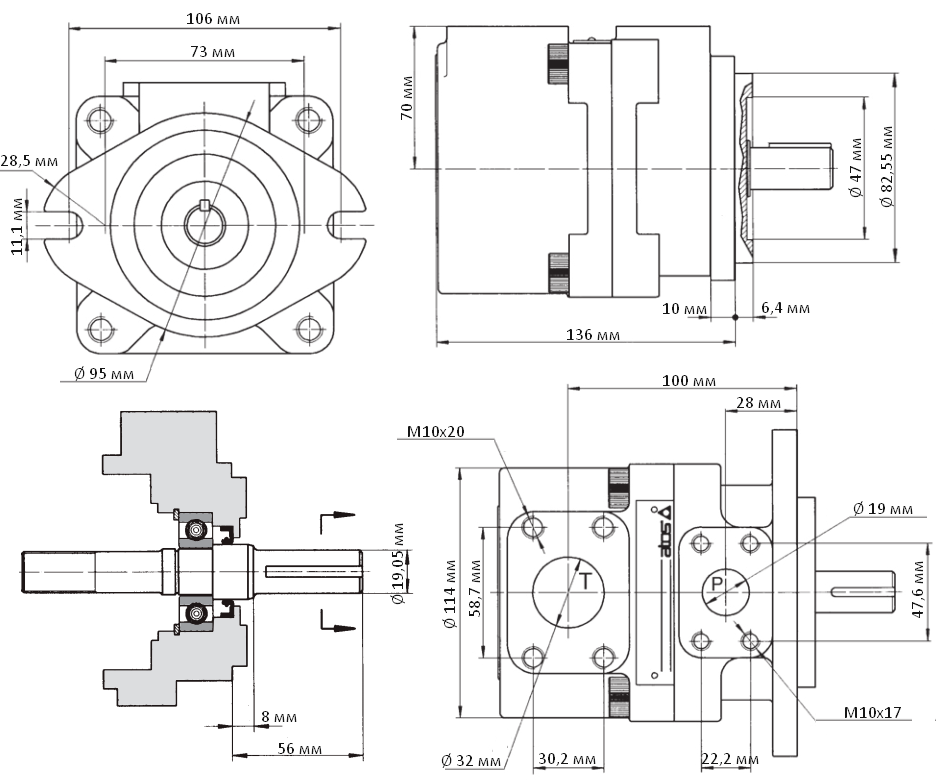 106 мм
73 мм
28,5 мм
11,1 мм
Ø 95 мм
70 мм
Ø 47 мм
Ø 82,55 мм
10 мм
6,4 мм
136 мм
Ø 19,05 мм
8 мм
56 мм
100 мм
28 мм
M10x20
Ø 19 мм
Ø 114 мм
58,7 мм
T
atos
P
47,6 мм
M10x17
Ø 32 мм
30,2 мм
22,2 мм